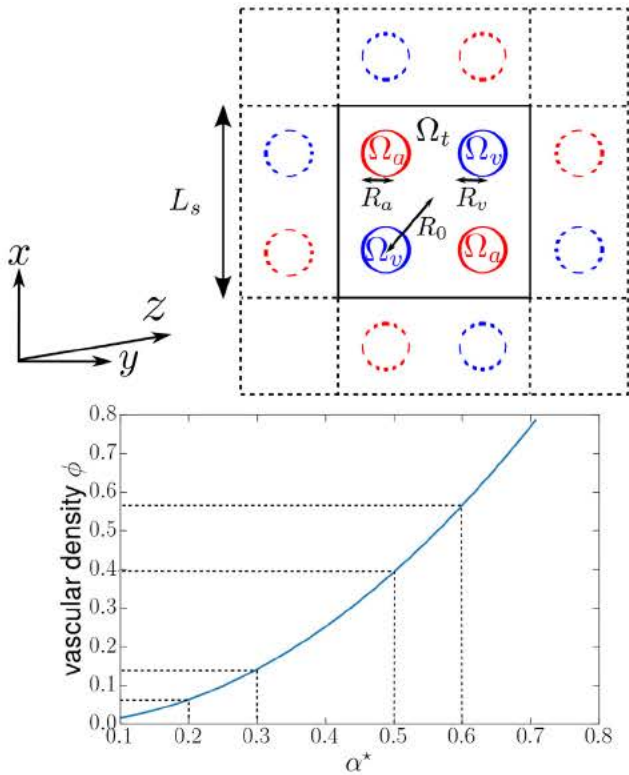 Ω_t
Ω_a Ω_v
L_s
R_a R_v
R_0
Ω_v Ω_a
x
z
y
0.8
0.7
0.6
0.5
0.4
0.3
0.2
0.1
0.0
vascular density ϕ
0.1 0.2 0.3 0.4 0.5 0.6 0.7 0.8
α⋆